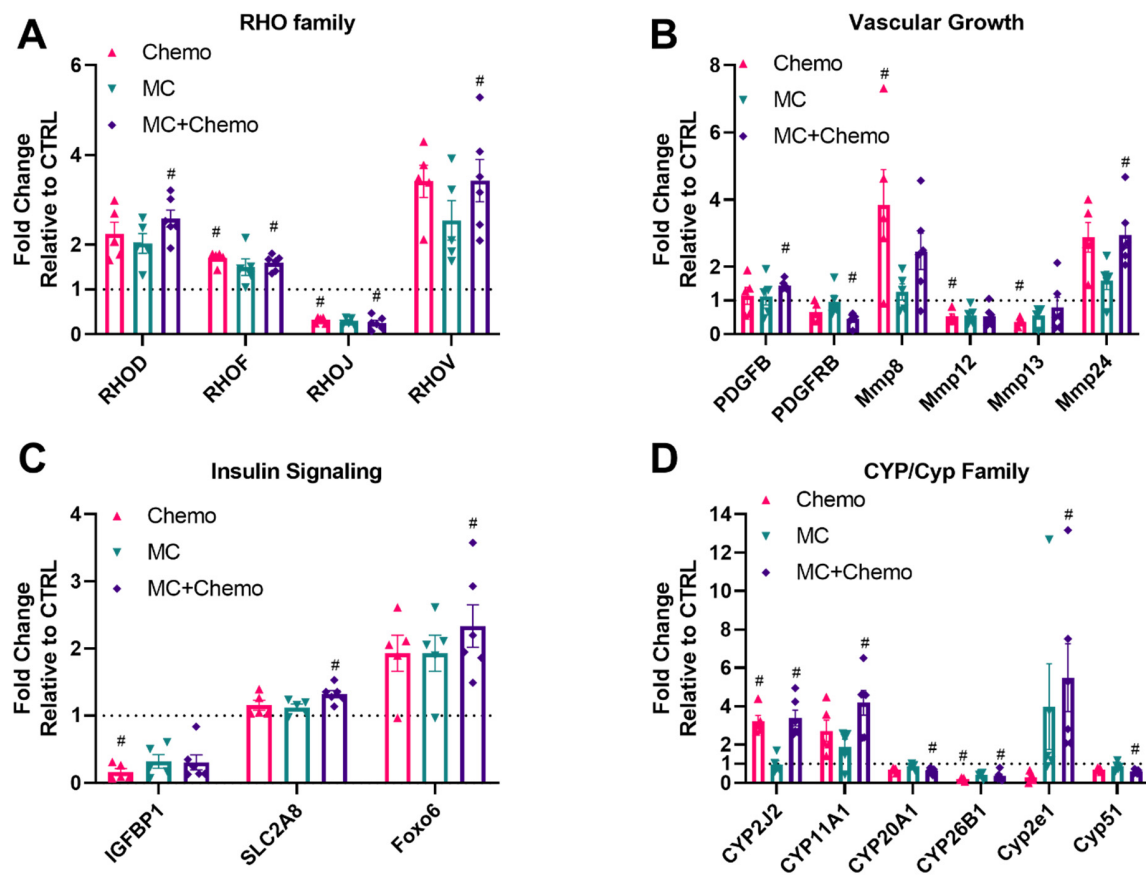 A
RHO family
Chemo
MC
MC+Chemo
Fold Change
Relative to CTRL
6
4
2
1
0
# # # # # #
RHOD RHOF RHOJ RHOV
B
Vascular Growth
Chemo
MC
MC+Chemo
Fold Change
Relative to CTRL
8
6
4
2
1
0
# # # # # #
PDGFB PDGFRB Mmp8 Mmp12 Mmp13 Mmp24
C
Insulin Signaling
Chemo
MC
MC+Chemo
Fold Change
Relative to CTRL
4
3
2
1
0
# # #
IGFBP1 SLC2A8 Foxo6
D
CYP/Cyp Family
Chemo
MC
MC+Chemo
Fold Change
Relative to CTRL
14
12
10
8
6
4
2
1
0
# # # # # # # #
CYP2J2 CYP11A1 CYP20A1 CYP26B1 Cyp2e1 Cyp51